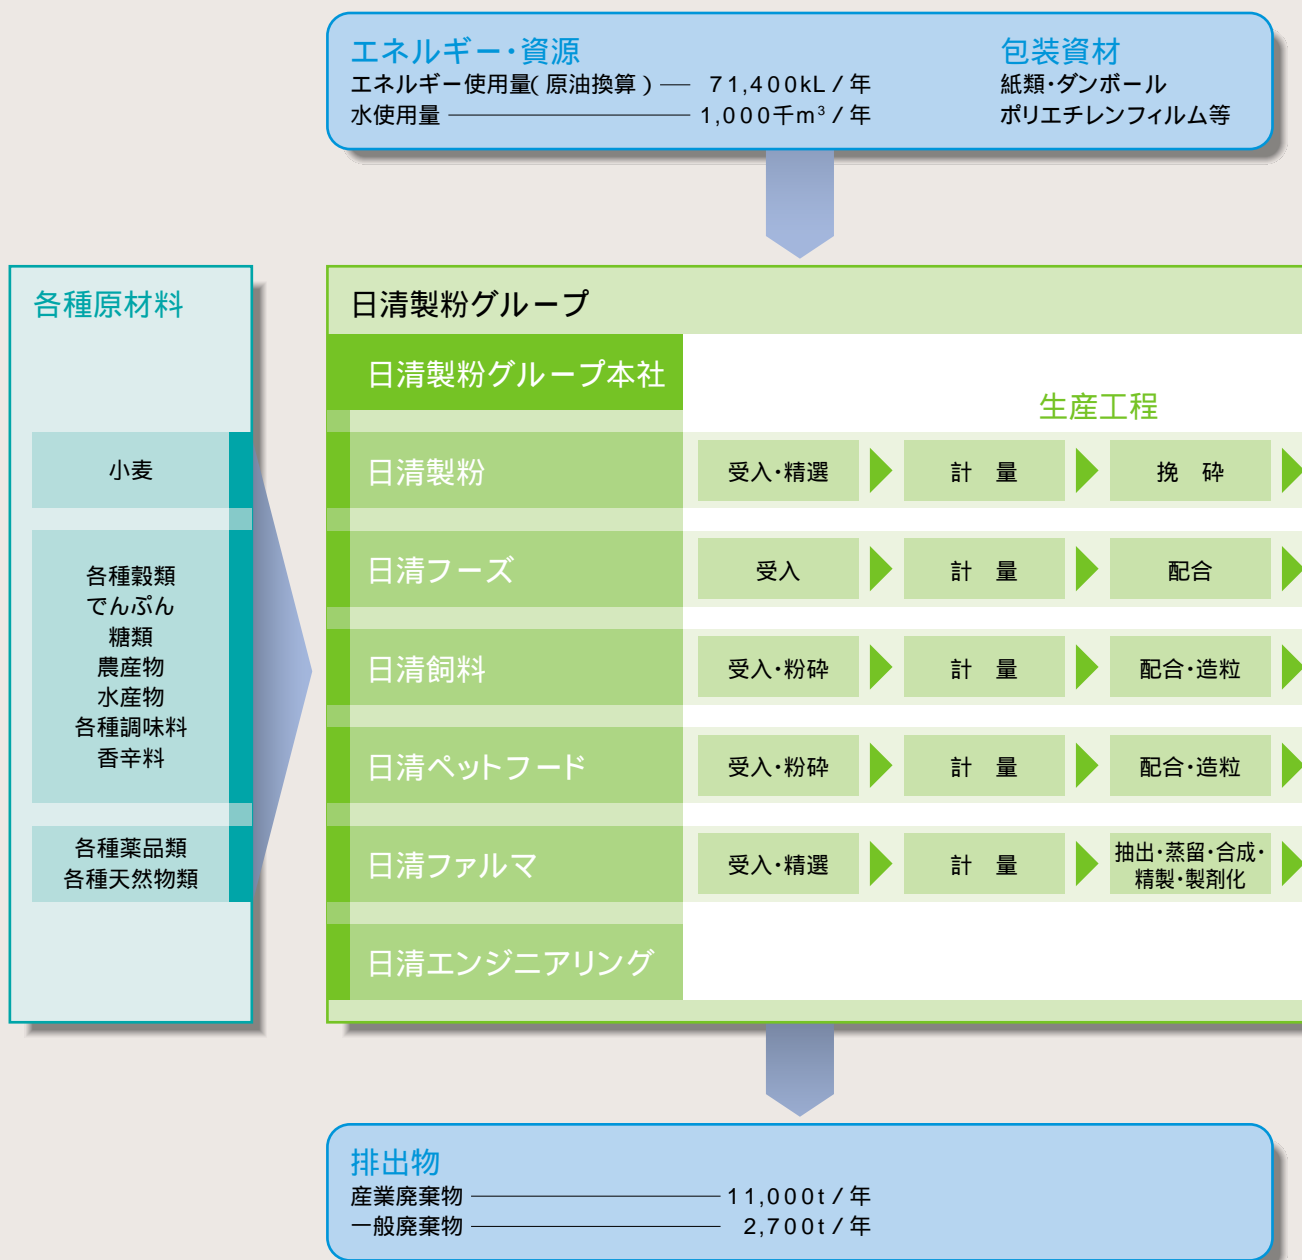 エネルギー・資源
エネルギー使用量(原油換算) 71,400kL/年
水使用量 1,000千m³/年
包装資材
紙類・ダンボール
ポリエチレンフィルム等
各種原材料
小麦
各種穀類
でんぷん
糖類
農産物
水産物
各種調味料
香辛料
各種薬品類
各種天然物類
日清製粉グループ
日清製粉グループ本社
生産工程
日清製粉 受入・精選 計 量 挽 砕
日清フーズ 受入 計 量 配合
日清飼料 受入・粉砕 計 量 配合・造粒
日清ペットフード 受入・粉砕 計 量 配合・造粒
日清ファルマ 受入・精選 計 量 抽出・蒸留・合成・
精製・製剤化
日清エンジニアリング
排出物
産業廃棄物 11,000t/年
一般廃棄物 2,700t/年